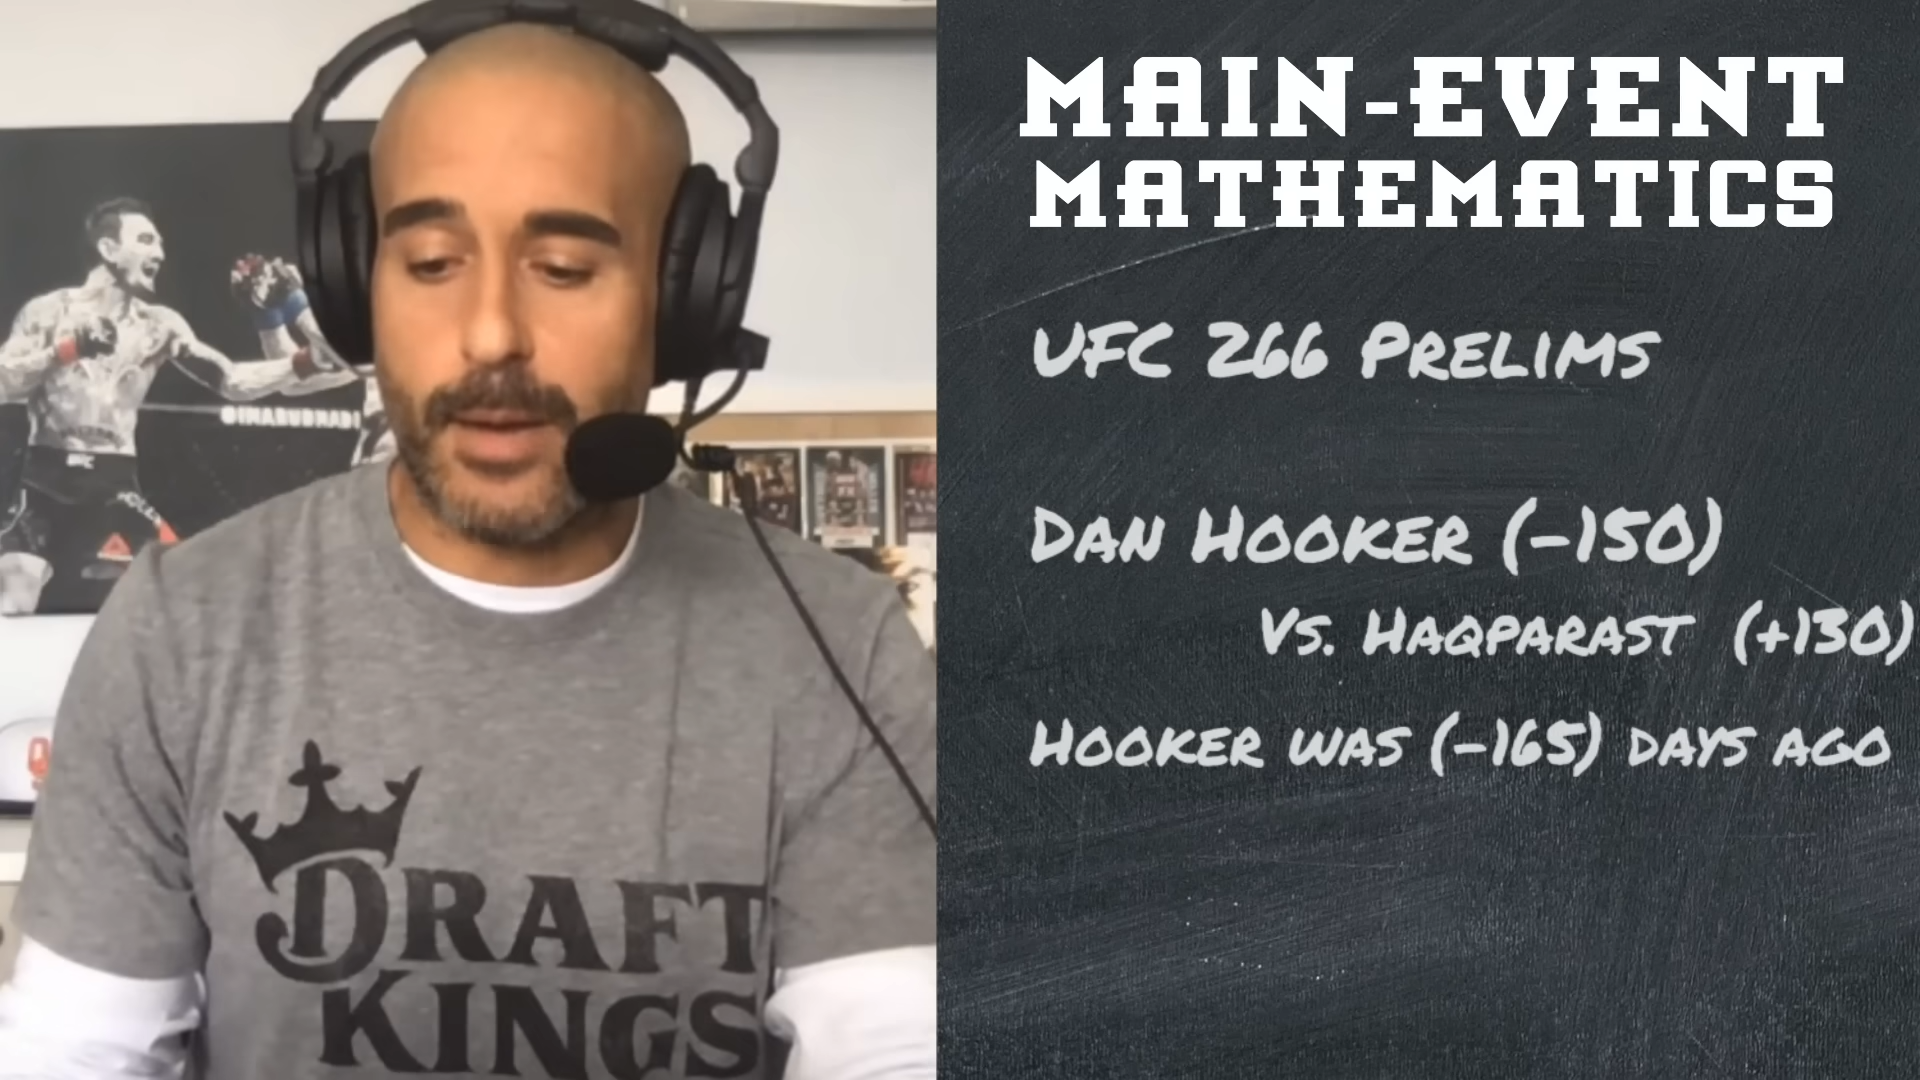 MAIN-EVENT
MATHEMATICS
UFC 266 PRELIMS
DAN HOOKER (-150)
VS. HAQPARAST (+130)
HOOKER WAS (-165) DAYS AGO
DRAFT
KINGS